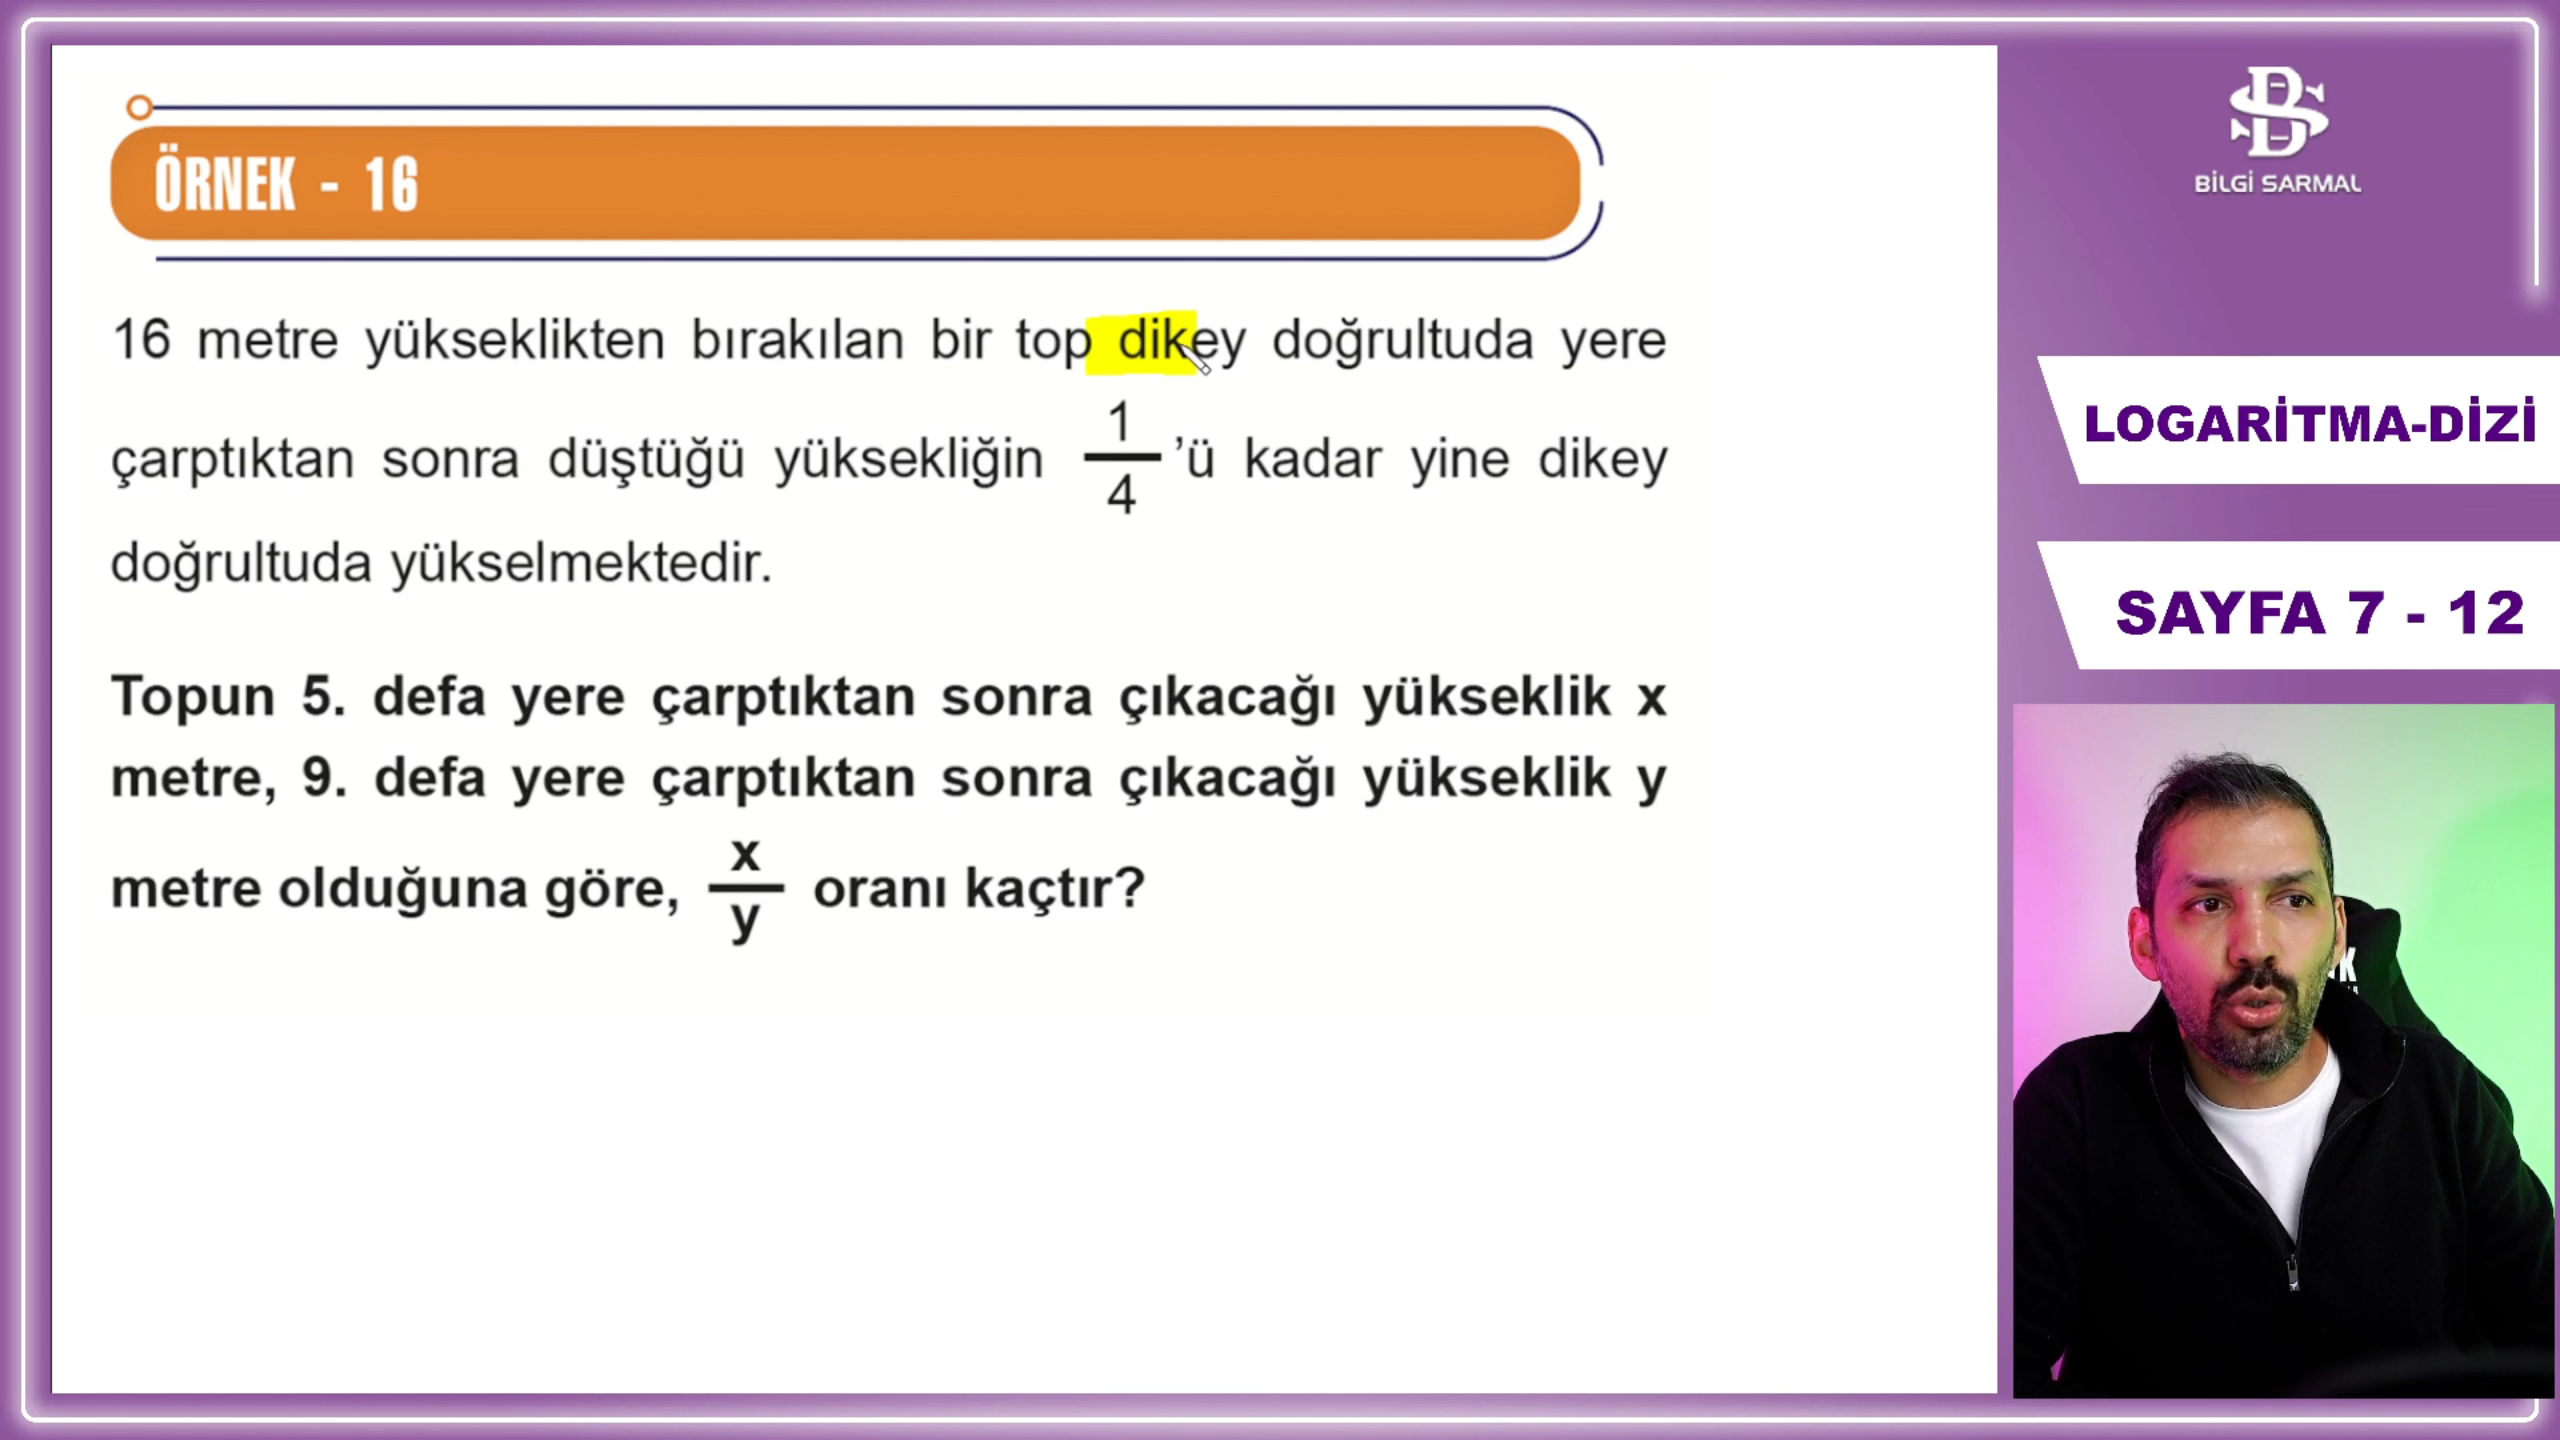 ÖRNEK - 16
16 metre yükseklikten bırakılan bir top dikey doğrultuda yere
çarptıktan sonra düştüğü yüksekliğin 1/4 'ü kadar yine dikey
doğrultuda yükselmektedir.
Topun 5. defa yere çarptıktan sonra çıkacağı yükseklik x
metre, 9. defa yere çarptıktan sonra çıkacağı yükseklik y
metre olduğuna göre, x/y oranı kaçtır?
BS
BİLGİ SARMAL
LOGARİTMA-DİZİ
SAYFA 7 - 12